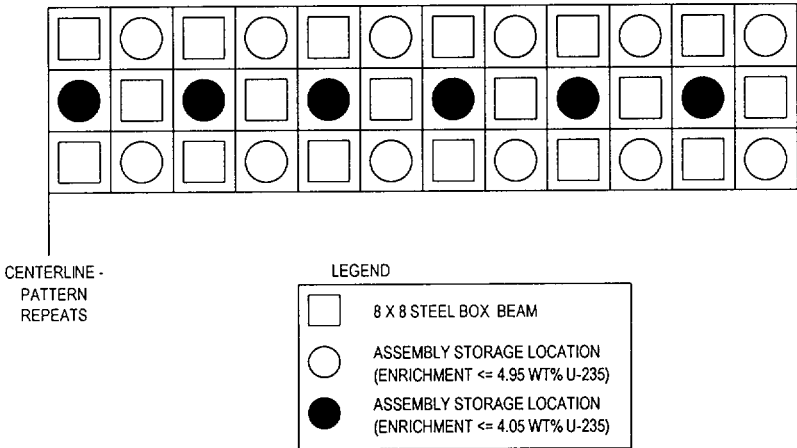 CENTERLINE -
PATTERN
REPEATS
LEGEND
8 X 8 STEEL BOX BEAM
ASSEMBLY STORAGE LOCATION
(ENRICHMENT <= 4.95 WT% U-235)
ASSEMBLY STORAGE LOCATION
(ENRICHMENT <= 4.05 WT% U-235)